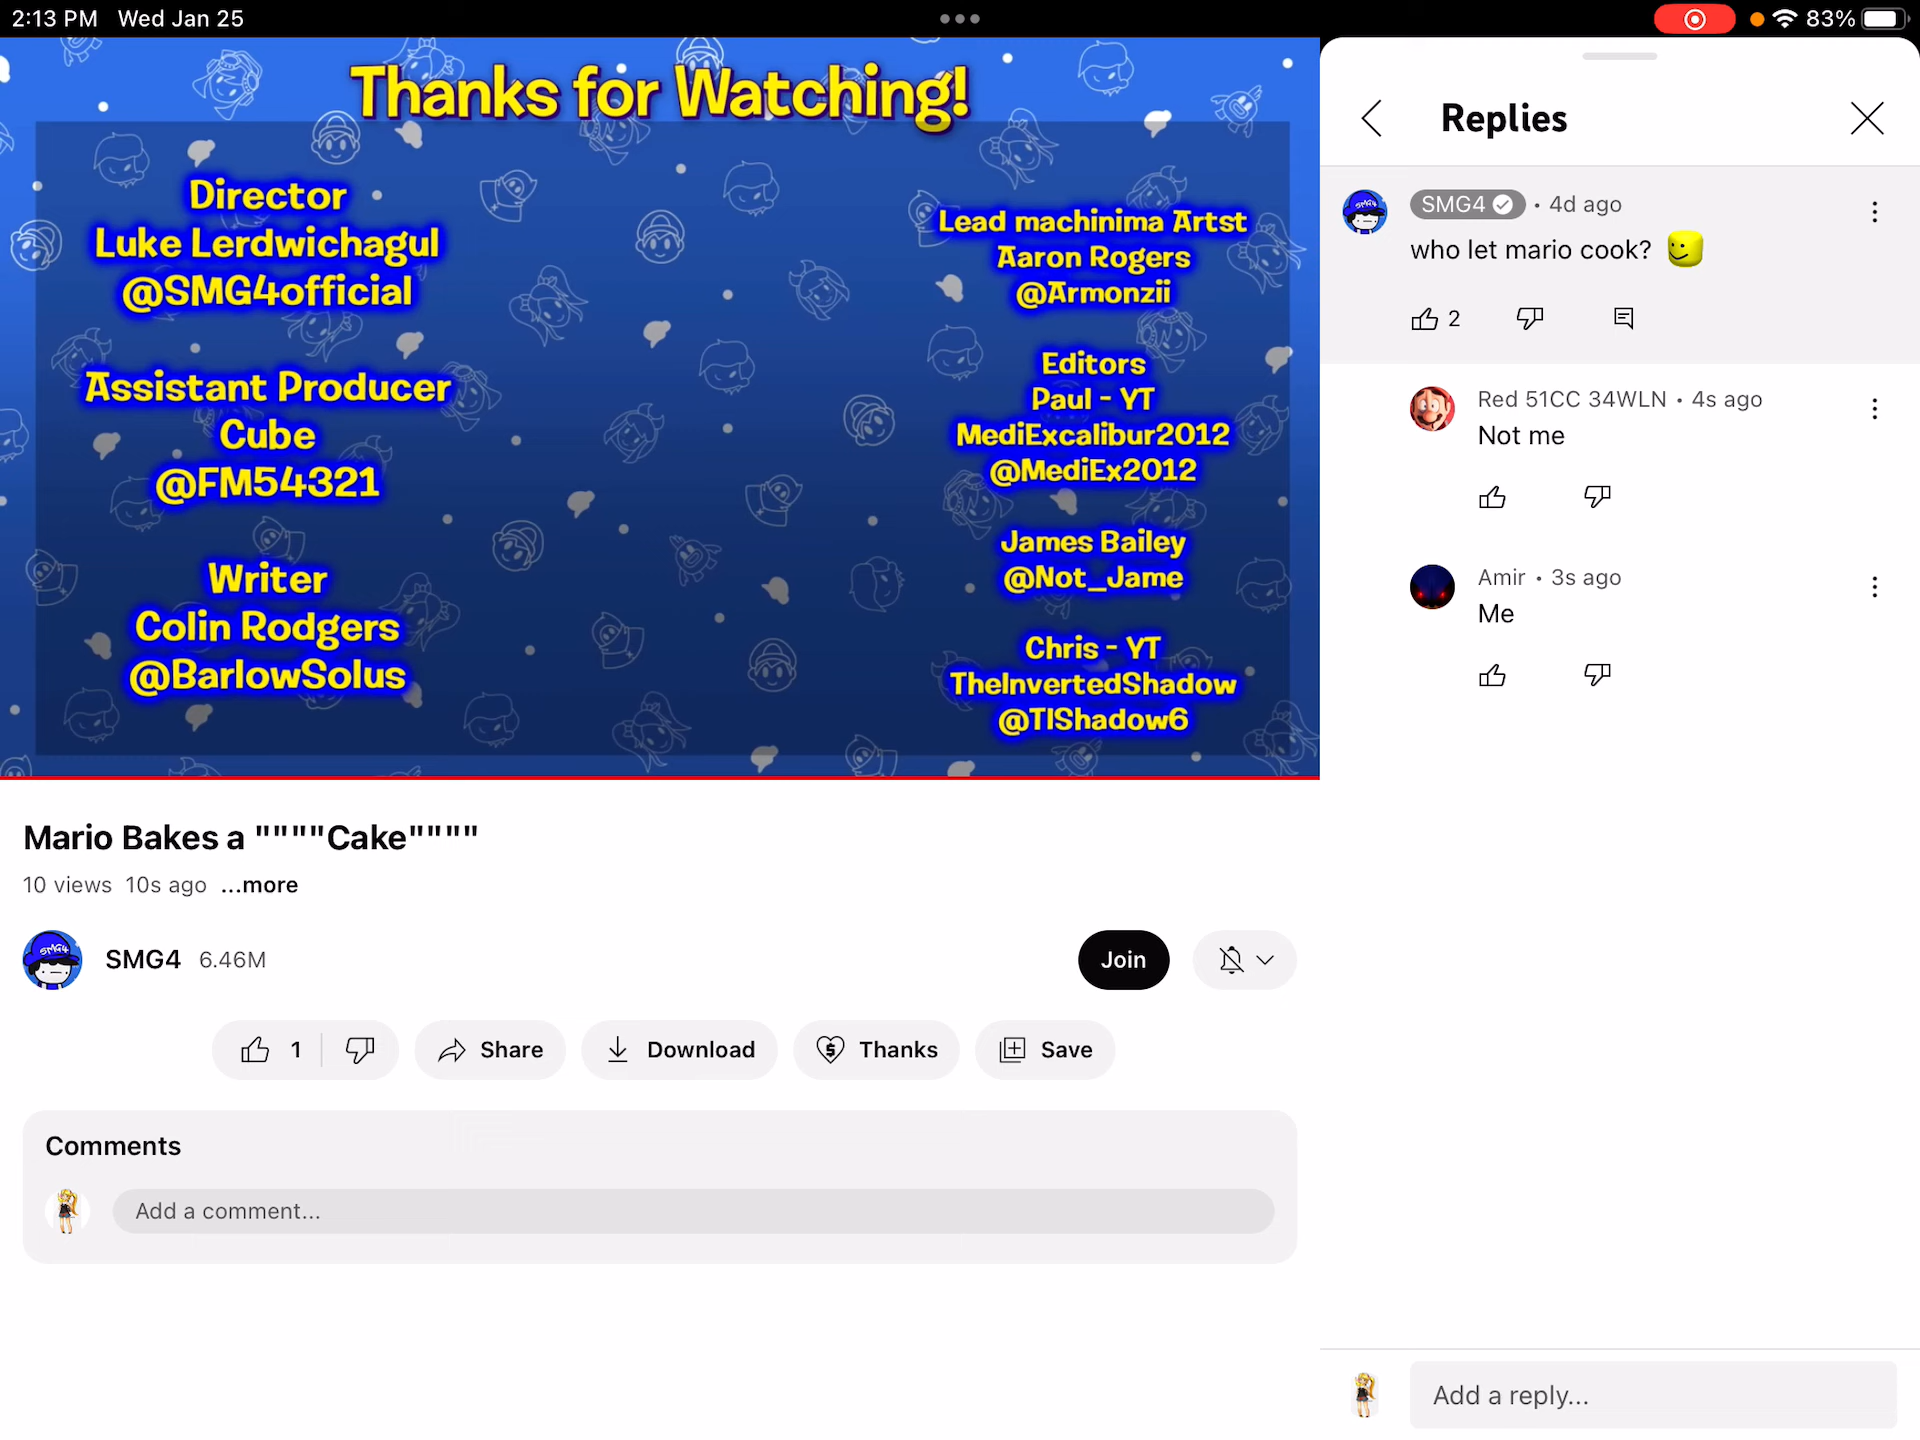 2:13 PM Wed Jan 25
83%
Thanks for Watching!
Director
Luke Lerdwichagul
@SMG4official
Assistant Producer
Cube
@FM54321
Writer
Colin Rodgers
@BarlowSolus
Lead machinima Artst
Aaron Rogers
@Armonzii
Editors
Paul - YT
MediExcalibur2012
@MediEx2012
James Bailey
@Not_Jame
Chris - YT
TheInvertedShadow
@TIShadow6
Mario Bakes a """"Cake""""
10 views 10s ago ...more
SMG4
SMG4 6.46M
Join
1
Share
Download
Thanks
Save
Comments
Add a comment...
Replies
SMG4
SMG4 • 4d ago
who let mario cook?
2
Red 51CC 34WLN • 4s ago
Not me
Amir • 3s ago
Me
Add a reply...